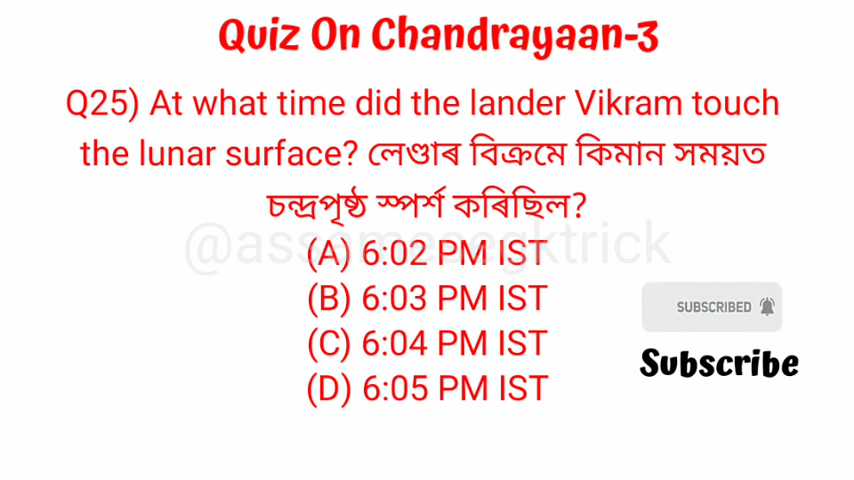 Quiz On Chandrayaan-3
Q25) At what time did the lander Vikram touch
the lunar surface? লেণ্ডাৰ বিক্ৰমে কিমান সময়ত
চন্দ্ৰপৃষ্ঠ স্পৰ্শ কৰিছিল?
@assamesegktrick
(A) 6:02 PM IST
(B) 6:03 PM IST
SUBSCRIBED
(C) 6:04 PM IST
Subscribe
(D) 6:05 PM IST